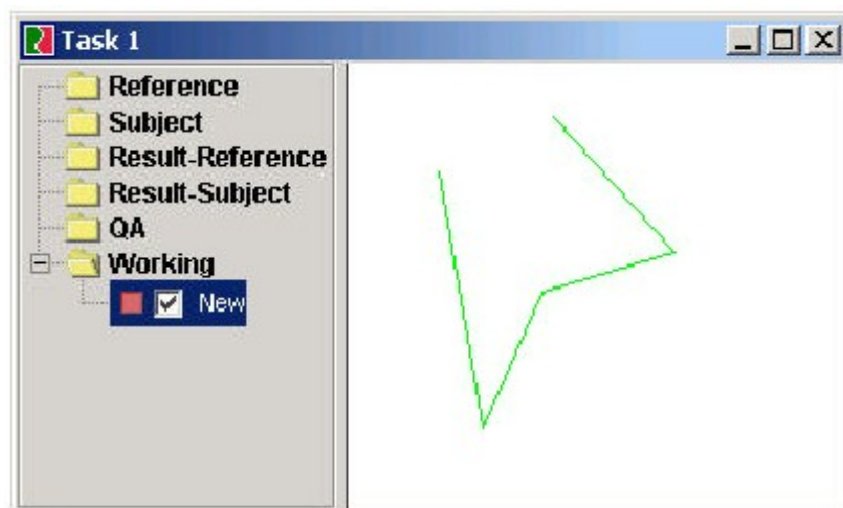 Task 1
Reference
Subject
Result-Reference
Result-Subject
QA
Working
New